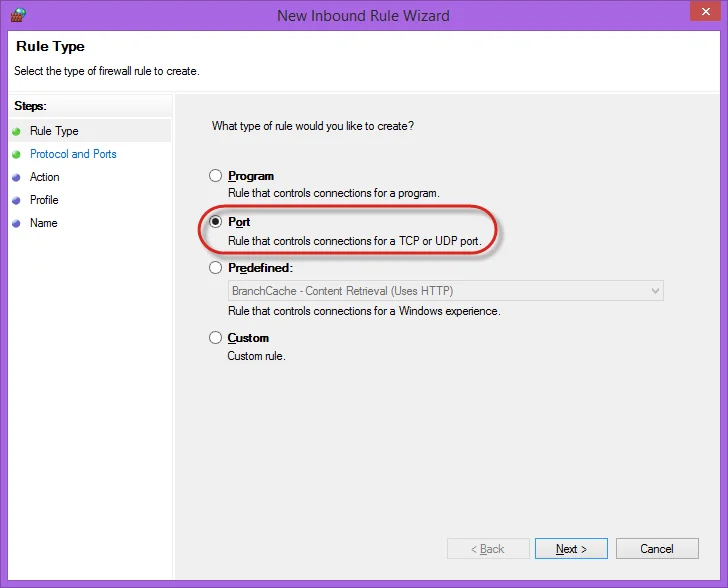 New Inbound Rule Wizard
Rule Type
Select the type of firewall rule to create.
Steps:
Rule Type
Protocol and Ports
Action
Profile
Name
What type of rule would you like to create?
Program
Rule that controls connections for a program.
Port
Rule that controls connections for a TCP or UDP port.
Predefined:
BranchCache - Content Retrieval (Uses HTTP)
Rule that controls connections for a Windows experience.
Custom
Custom rule.
< Back
Next >
Cancel